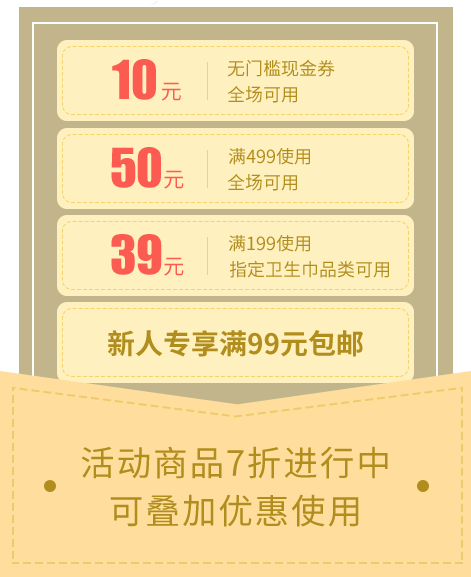 10元
无门槛现金券
全场可用
50元
满499使用
全场可用
39元
满199使用
指定卫生巾品类可用
新人专享满99元包邮
活动商品7折进行中
可叠加优惠使用